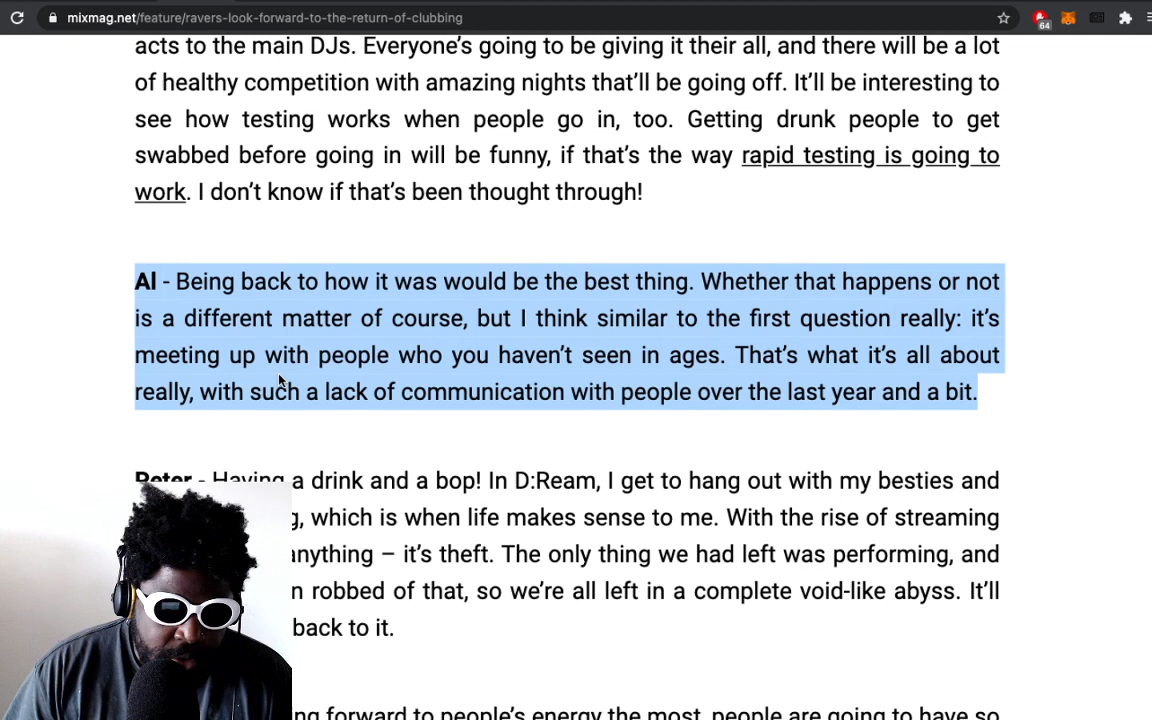 mixmag.net/feature/ravers-look-forward-to-the-return-of-clubbing
64
acts to the main DJs. Everyone’s going to be giving it their all, and there will be a lot
of healthy competition with amazing nights that’ll be going off. It’ll be interesting to
see how testing works when people go in, too. Getting drunk people to get
swabbed before going in will be funny, if that’s the way rapid testing is going to
work. I don’t know if that’s been thought through!
Al - Being back to how it was would be the best thing. Whether that happens or not
is a different matter of course, but I think similar to the first question really: it’s
meeting up with people who you haven’t seen in ages. That’s what it’s all about
really, with such a lack of communication with people over the last year and a bit.
Peter - Having a drink and a bop! In D:Ream, I get to hang out with my besties and
, which is when life makes sense to me. With the rise of streaming
anything – it’s theft. The only thing we had left was performing, and
robbed of that, so we’re all left in a complete void-like abyss. It’ll
back to it.
forward to people’s energy the most, people are going to have so